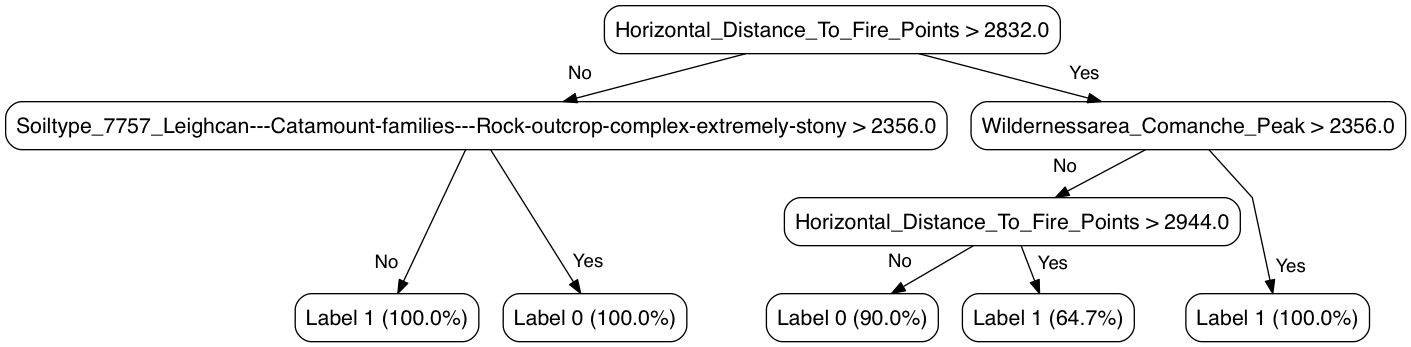 Horizontal_Distance_To_Fire_Points > 2832.0
No
Yes
Soiltype_7757_Leighcan---Catamount-families---Rock-outcrop-complex-extremely-stony > 2356.0
Wildernessarea_Comanche_Peak > 2356.0
No
Horizontal_Distance_To_Fire_Points > 2944.0
No
Yes
No
Yes
Yes
Label 1 (100.0%)
Label 0 (100.0%)
Label 0 (90.0%)
Label 1 (64.7%)
Label 1 (100.0%)